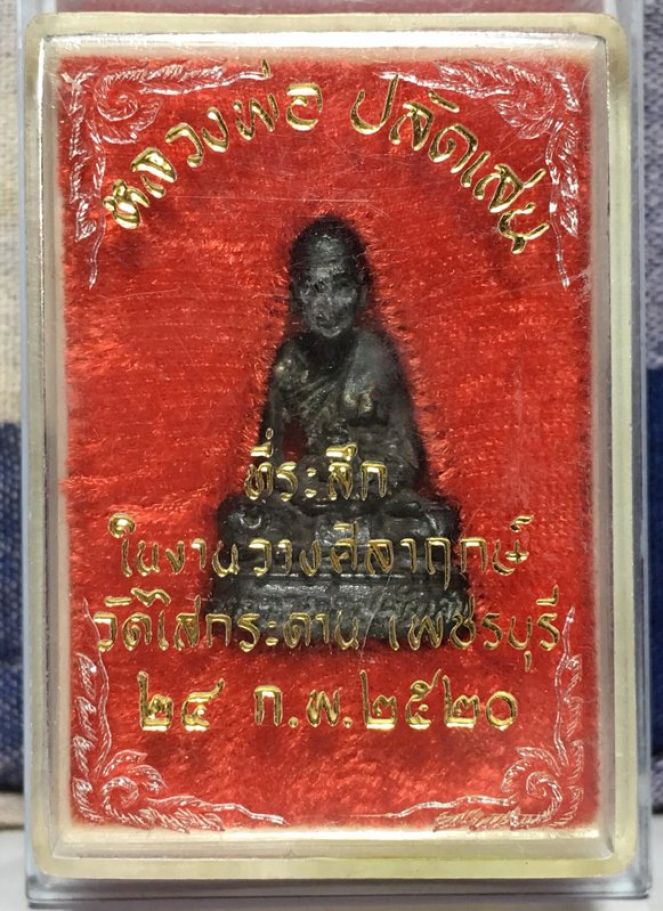 หลวงพ่อ ปลัดเส่น
ที่ระลึก
ในงานวางศิลาฤกษ์
วัดไสกระดาน เพชรบุรี
๒๔ ก.พ.๒๕๒๐